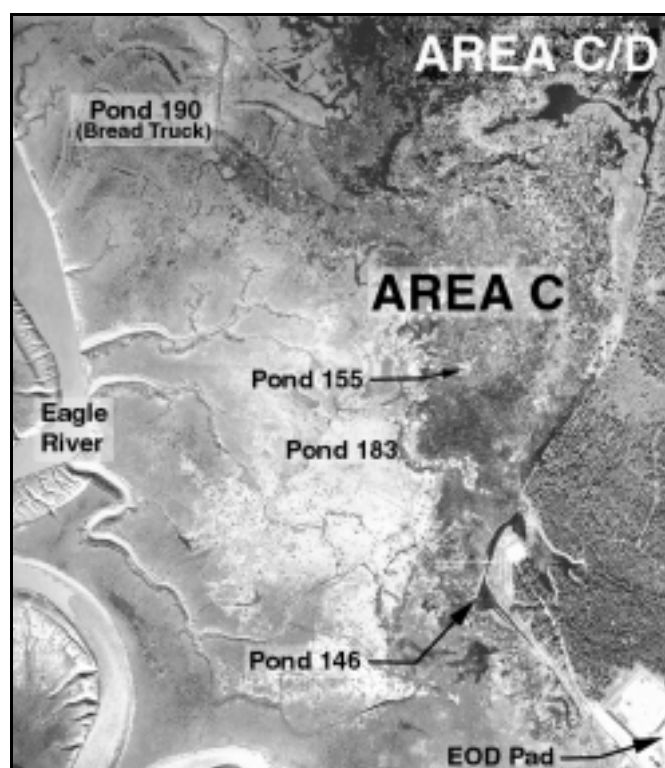 AREA C/D
Pond 190
(Bread Truck)
AREA C
Pond 155
Eagle
River
Pond 183
Pond 146
EOD Pad